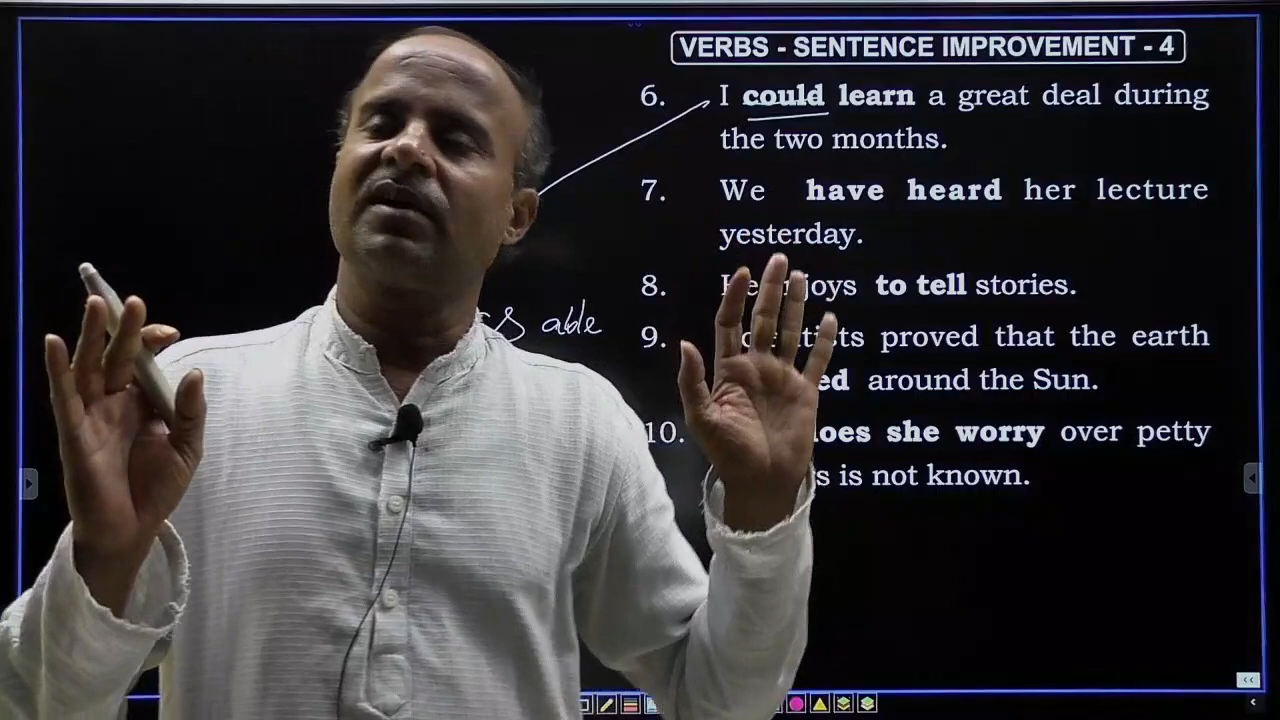 VERBS - SENTENCE IMPROVEMENT - 4
6. I could learn a great deal during
the two months.
7. We have heard her lecture
yesterday.
8. to tell stories.
able
9. proved that the earth
around the Sun.
10. she worry over petty
is not known.